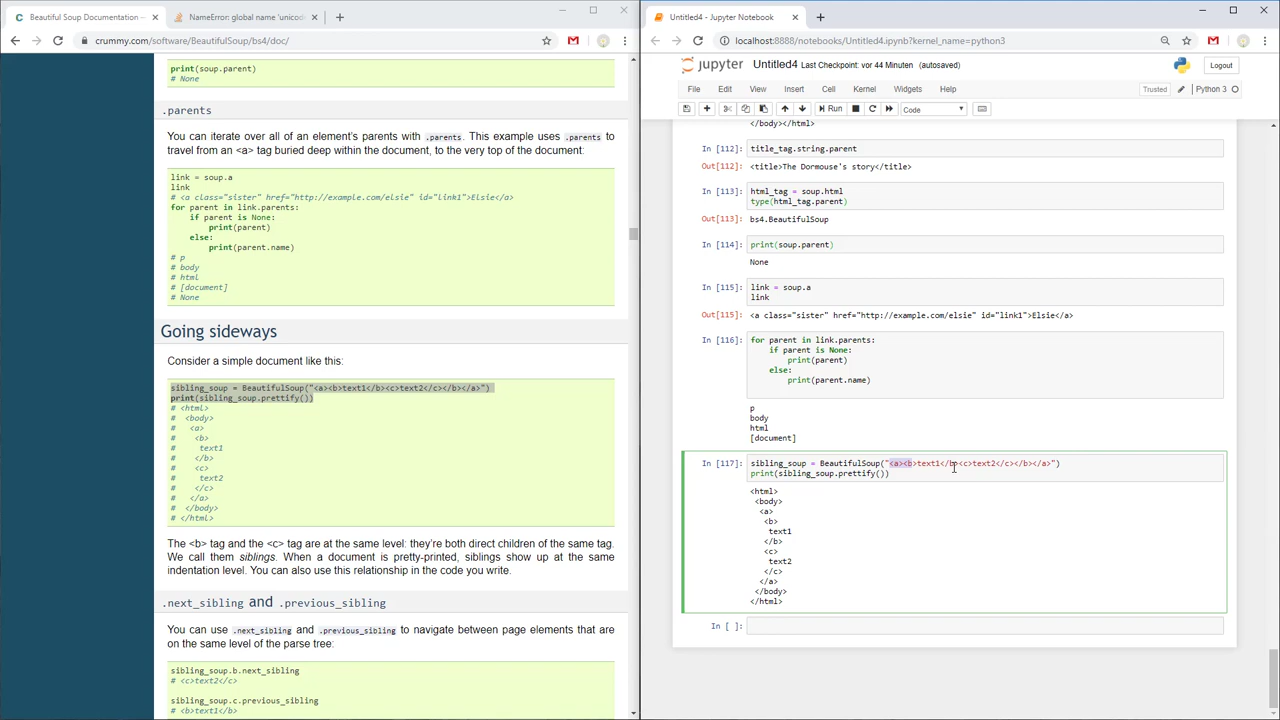 Beautiful Soup Documentation —
NameError: global name 'unicod
crummy.com/software/BeautifulSoup/bs4/doc/
print(soup.parent)
# None
.parents
You can iterate over all of an element's parents with .parents. This example uses .parents to
travel from an <a> tag buried deep within the document, to the very top of the document:
link = soup.a
link
# <a class="sister" href="http://example.com/elsie" id="link1">Elsie</a>
for parent in link.parents:
    if parent is None:
        print(parent)
    else:
        print(parent.name)
# p
# body
# html
# [document]
# None
Going sideways
Consider a simple document like this:
sibling_soup = BeautifulSoup("<a><b>text1</b><c>text2</c></b></a>")
print(sibling_soup.prettify())
# <html>
#  <body>
#   <a>
#    <b>
#     text1
#    </b>
#    <c>
#     text2
#    </c>
#   </a>
#  </body>
# </html>
The <b> tag and the <c> tag are at the same level: they're both direct children of the same tag.
We call them siblings. When a document is pretty-printed, siblings show up at the same
indentation level. You can also use this relationship in the code you write.
.next_sibling and .previous_sibling
You can use .next_sibling and .previous_sibling to navigate between page elements that are
on the same level of the parse tree:
sibling_soup.b.next_sibling
# <c>text2</c>
sibling_soup.c.previous_sibling
# <b>text1</b>
Untitled4 - Jupyter Notebook
localhost:8888/notebooks/Untitled4.ipynb?kernel_name=python3
jupyter Untitled4 Last Checkpoint: vor 44 Minuten (autosaved)
Logout
File Edit View Insert Cell Kernel Widgets Help
Trusted Python 3
Run Code
</body></html>
In [112]: title_tag.string.parent
Out[112]: <title>The Dormouse's story</title>
In [113]: html_tag = soup.html
type(html_tag.parent)
Out[113]: bs4.BeautifulSoup
In [114]: print(soup.parent)
None
In [115]: link = soup.a
link
Out[115]: <a class="sister" href="http://example.com/elsie" id="link1">Elsie</a>
In [116]: for parent in link.parents:
    if parent is None:
        print(parent)
    else:
        print(parent.name)
p
body
html
[document]
In [117]: sibling_soup = BeautifulSoup("<a><b>text1</b><c>text2</c></b></a>")
print(sibling_soup.prettify())
<html>
 <body>
  <a>
   <b>
    text1
   </b>
   <c>
    text2
   </c>
  </a>
 </body>
</html>
In [ ]: